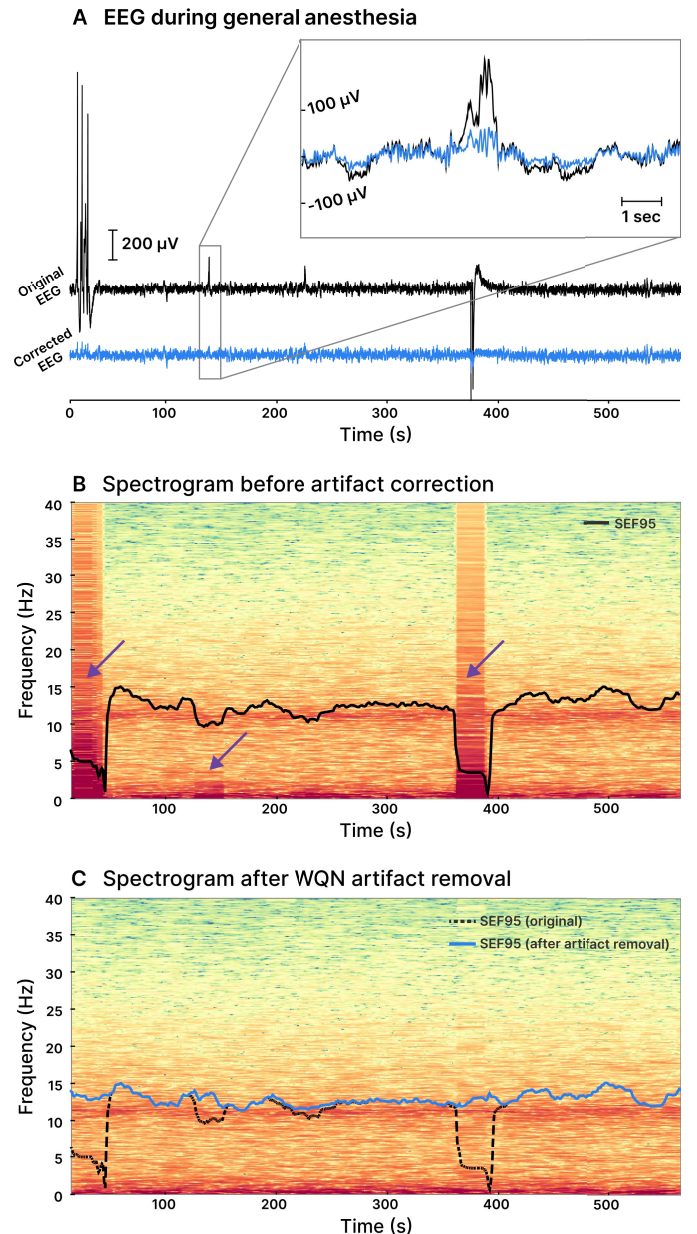 A EEG during general anesthesia
100 µV
-100 µV
1 sec
200 µV
Original
EEG
Corrected
EEG
0 100 200 300 400 500
Time (s)
B Spectrogram before artifact correction
40
35
30
25
20
15
10
5
0
Frequency (Hz)
SEF95
100 200 300 400 500
Time (s)
C Spectrogram after WQN artifact removal
40
35
30
25
20
15
10
5
0
Frequency (Hz)
SEF95 (original)
SEF95 (after artifact removal)
100 200 300 400 500
Time (s)